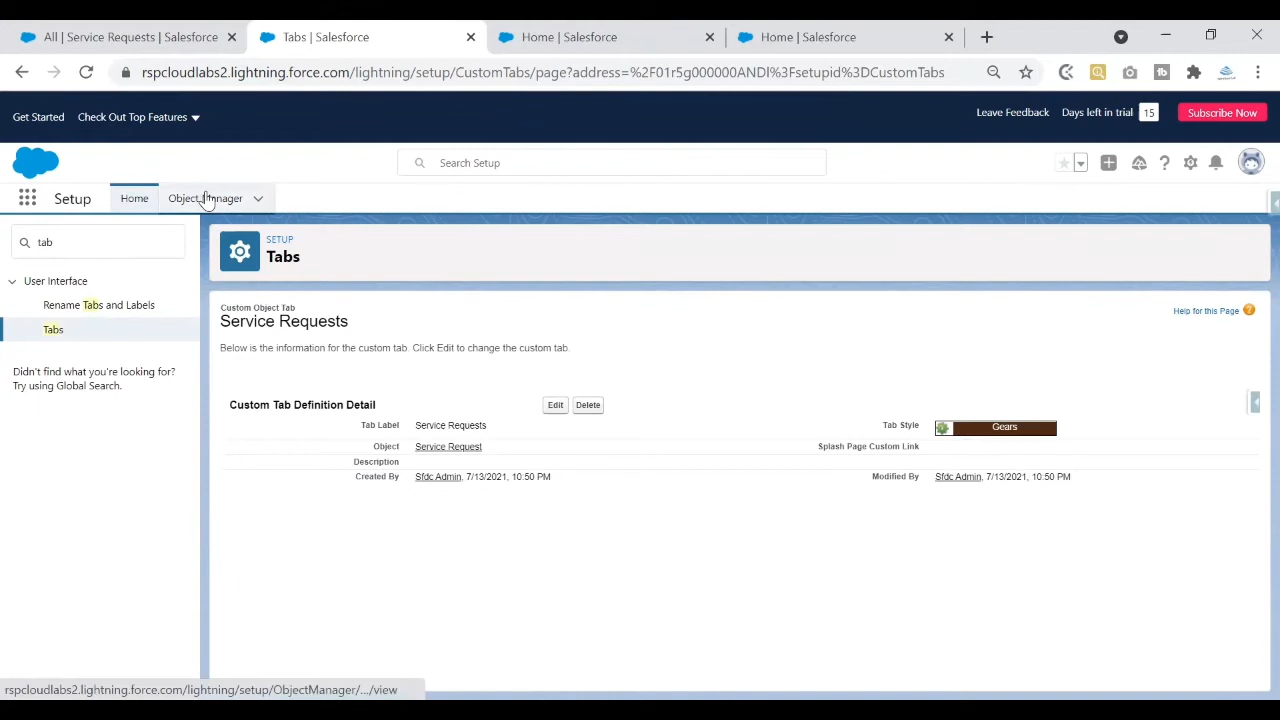 All | Service Requests | Salesforce
Tabs | Salesforce
Home | Salesforce
Home | Salesforce
rspcloudlabs2.lightning.force.com/lightning/setup/CustomTabs/page?address=%2F01r5g000000ANDl%3Fsetupid%3DCustomTabs
Get Started
Check Out Top Features
Leave Feedback
Days left in trial
15
Subscribe Now
Search Setup
Setup
Home
Object Manager
tab
User Interface
Rename Tabs and Labels
Tabs
Didn't find what you're looking for?
Try using Global Search.
SETUP
Tabs
Custom Object Tab
Service Requests
Help for this Page
Below is the information for the custom tab. Click Edit to change the custom tab.
Custom Tab Definition Detail
Edit
Delete
Tab Label
Service Requests
Tab Style
Gears
Object
Service Request
Splash Page Custom Link
Description
Created By
Sfdc Admin, 7/13/2021, 10:50 PM
Modified By
Sfdc Admin, 7/13/2021, 10:50 PM
rspcloudlabs2.lightning.force.com/lightning/setup/ObjectManager/.../view